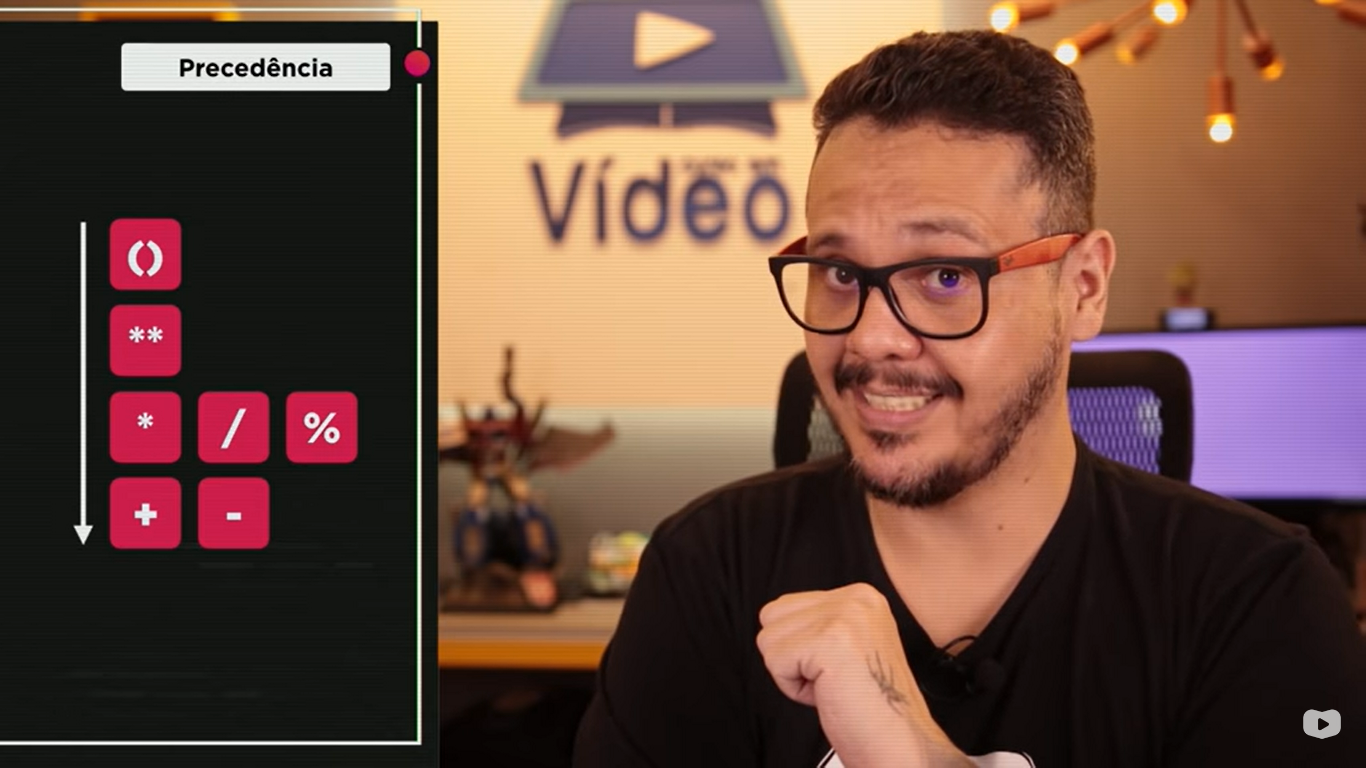 Precedência
()
**
* / %
+ -
Vídeo